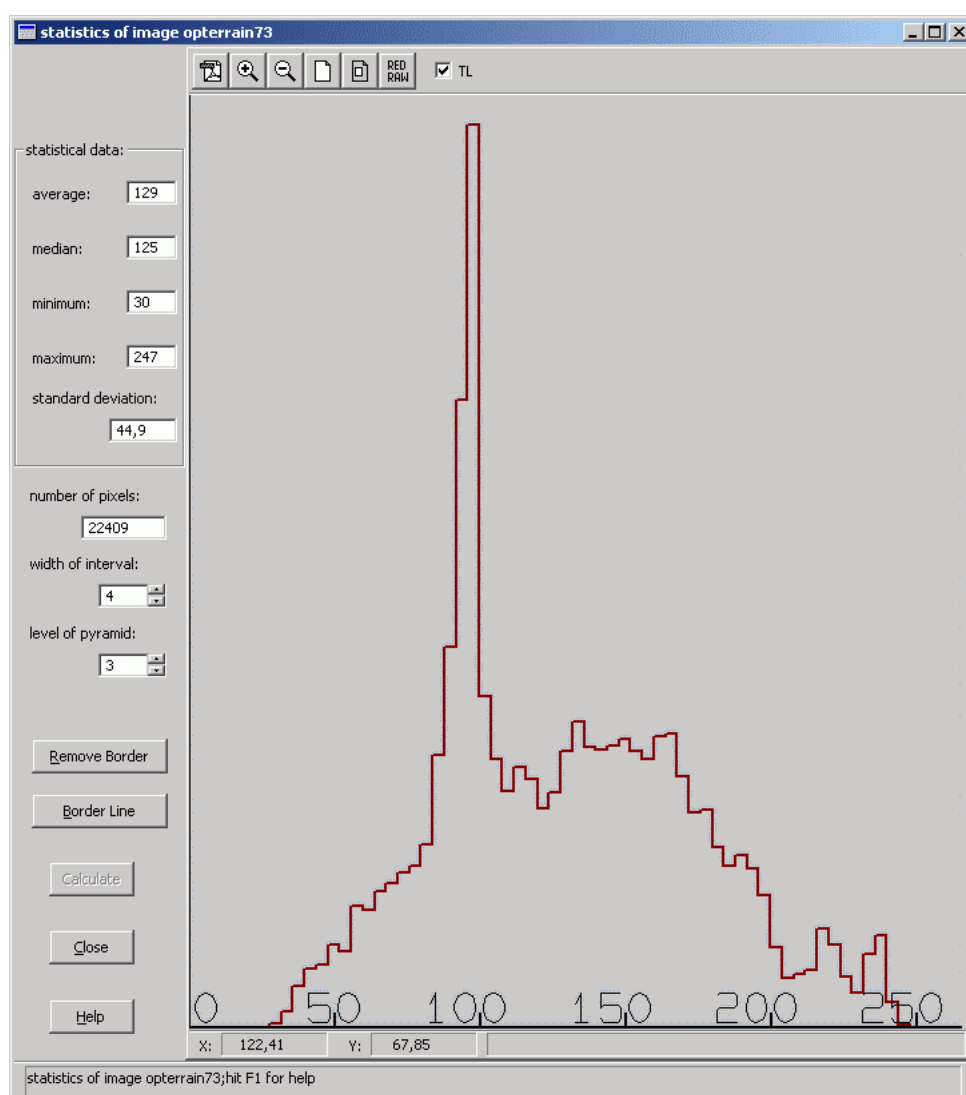 statistics of image opterrain73
RED
RAW
TL
statistical data:
average: 129
median: 125
minimum: 30
maximum: 247
standard deviation:
44,9
number of pixels:
22409
width of interval:
4
level of pyramid:
3
Remove Border
Border Line
Calculate
Close
Help
0 50 100 150 200 250
X: 122,41 Y: 67,85
statistics of image opterrain73;hit F1 for help